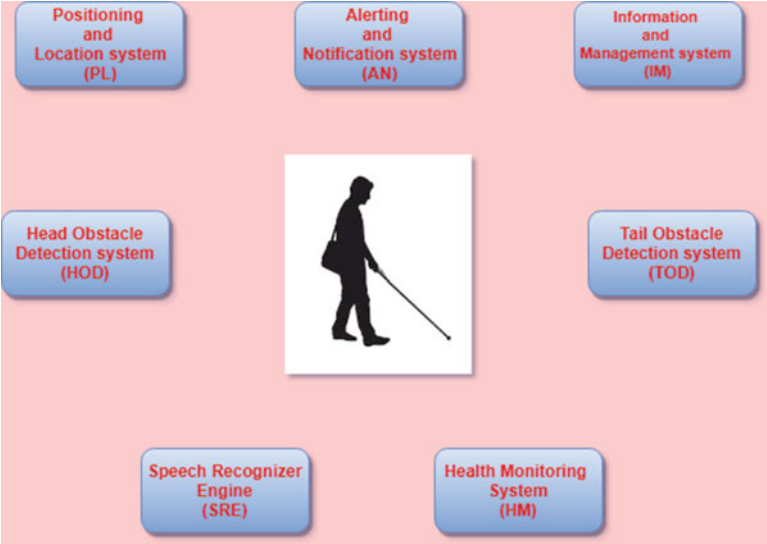 Positioning
and
Location system
(PL)
Alerting
and
Notification system
(AN)
Information
and
Management system
(IM)
Head Obstacle
Detection system
(HOD)
Tail Obstacle
Detection system
(TOD)
Speech Recognizer
Engine
(SRE)
Health Monitoring
System
(HM)